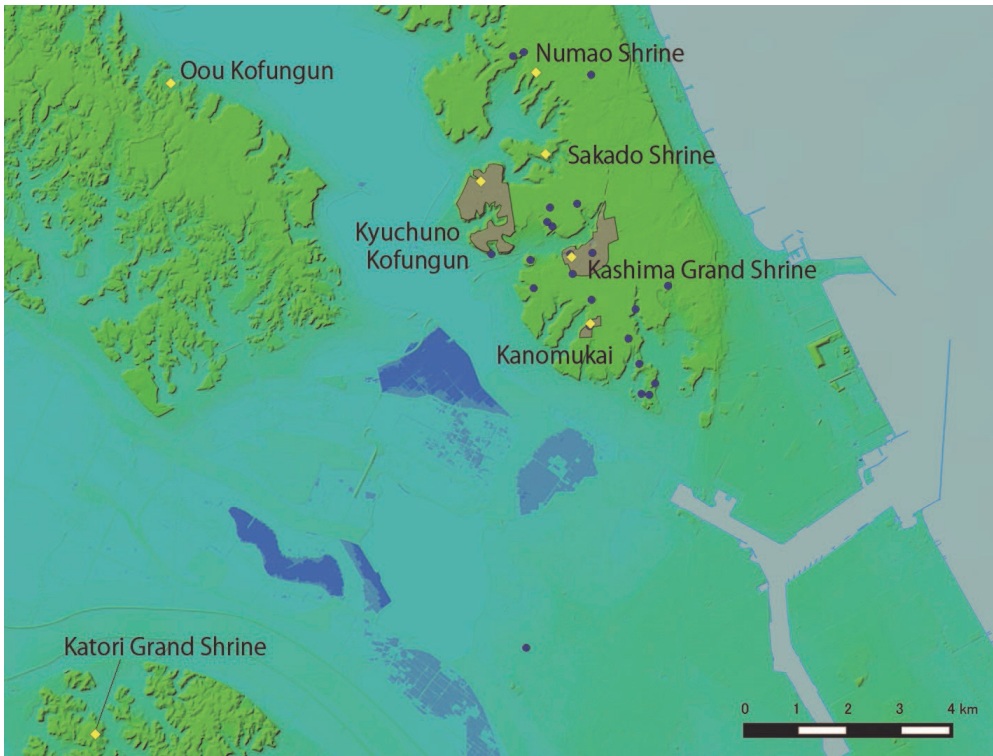 Numao Shrine
Oou Kofungun
Sakado Shrine
Kyuchuno
Kofungun
Kashima Grand Shrine
Kanomukai
Katori Grand Shrine
0 1 2 3 4 km